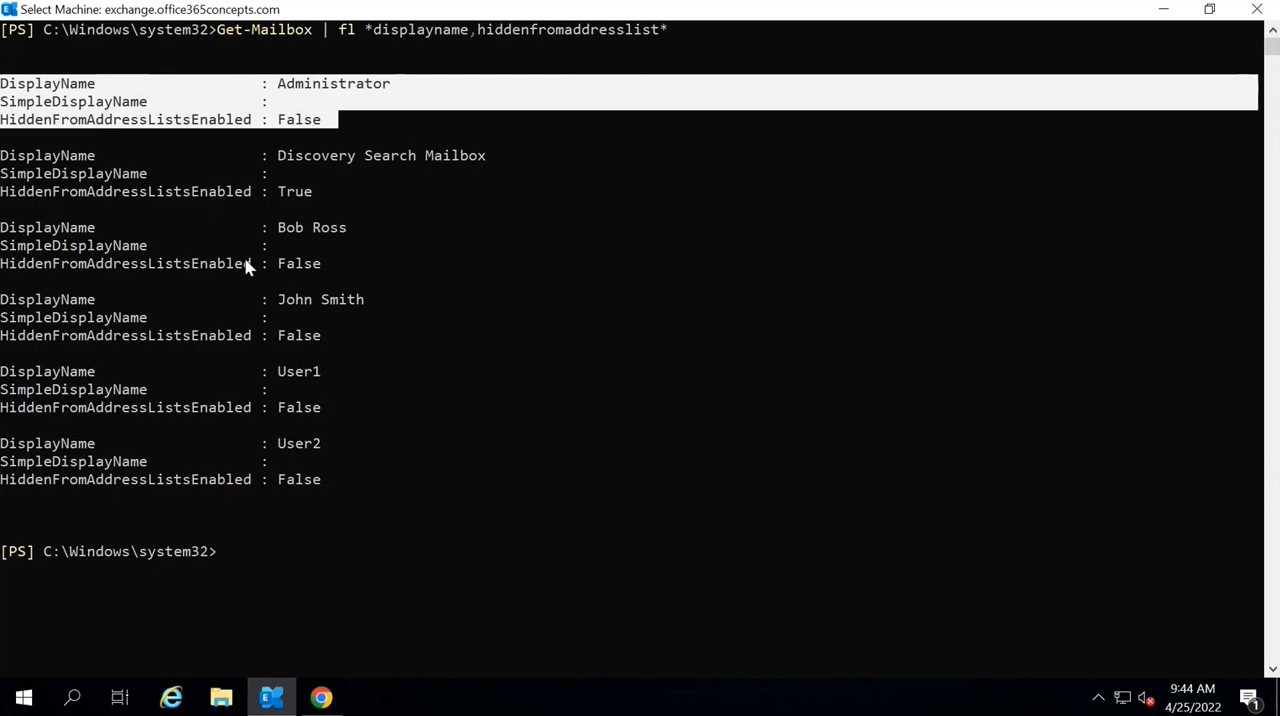 Select Machine: exchange.office365concepts.com
[PS] C:\Windows\system32>Get-Mailbox | fl *displayname,hiddenfromaddresslist*
DisplayName : Administrator
SimpleDisplayName :
HiddenFromAddressListsEnabled : False
DisplayName : Discovery Search Mailbox
SimpleDisplayName :
HiddenFromAddressListsEnabled : True
DisplayName : Bob Ross
SimpleDisplayName :
HiddenFromAddressListsEnabled : False
DisplayName : John Smith
SimpleDisplayName :
HiddenFromAddressListsEnabled : False
DisplayName : User1
SimpleDisplayName :
HiddenFromAddressListsEnabled : False
DisplayName : User2
SimpleDisplayName :
HiddenFromAddressListsEnabled : False
[PS] C:\Windows\system32>
9:44 AM
4/25/2022
1